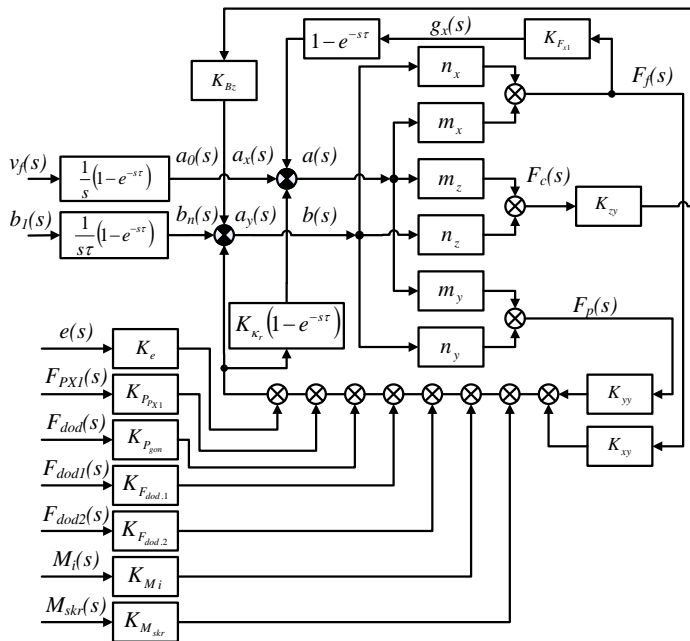 1-e^{-sτ}
g_x(s)
K_{F_{x1}}
K_{Bz}
n_x
F_f(s)
m_x
v_f(s)
\frac{1}{s}(1-e^{-sτ})
a_0(s)
a_x(s)
a(s)
m_z
F_c(s)
K_{zy}
b_1(s)
\frac{1}{sτ}(1-e^{-sτ})
b_n(s)
a_y(s)
b(s)
n_z
m_y
F_p(s)
K_{κ_r}(1-e^{-sτ})
n_y
e(s)
K_e
F_{PX1}(s)
K_{P_{PX1}}
K_{yy}
F_{dod}(s)
K_{P_{gon}}
K_{xy}
F_{dod1}(s)
K_{F_{dod.1}}
F_{dod2}(s)
K_{F_{dod.2}}
M_i(s)
K_{M i}
M_{skr}(s)
K_{M_{skr}}